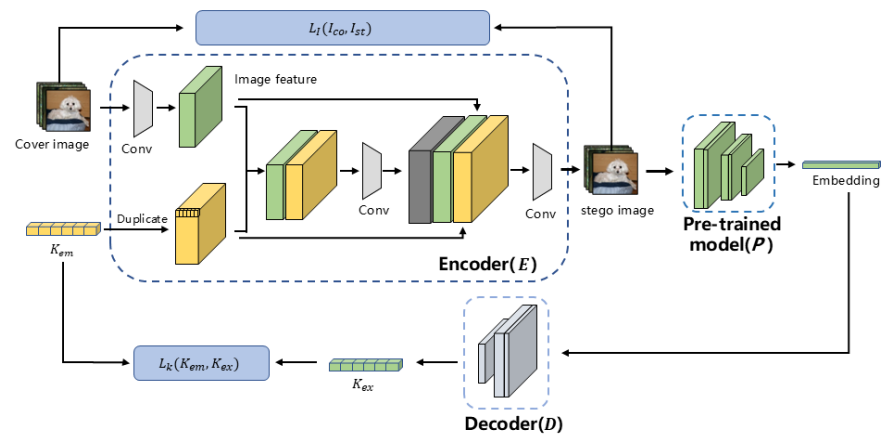 L_I(I_co, I_st)
Image feature
Cover image
Conv
Duplicate
Conv
Conv
stego image
Embedding
K_em
Encoder(E)
Pre-trained
model(P)
L_k(K_em, K_ex)
K_ex
Decoder(D)